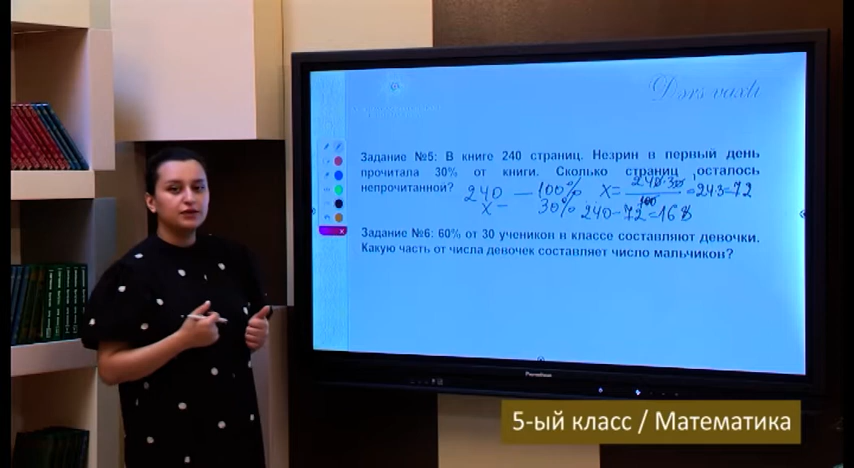 Dərs vaxtı
Задание №5: В книге 240 страниц. Незрин в первый день
прочитала 30% от книги. Сколько страниц осталось
непрочитанной?
240 — 100%
x — 30%
x = 240·30 / 100 = 24·3=72
240-72=168
Задание №6: 60% от 30 учеников в классе составляют девочки.
Какую часть от числа девочек составляет число мальчиков?
5-ый класс / Математика